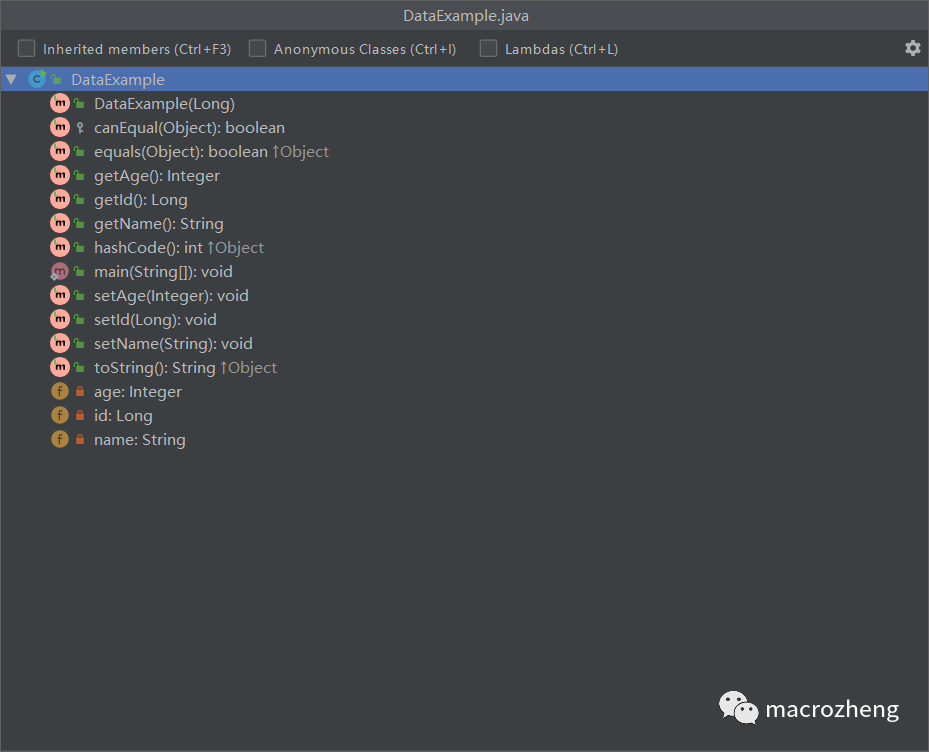 DataExample.java
Inherited members (Ctrl+F3) Anonymous Classes (Ctrl+I) Lambdas (Ctrl+L)
C DataExample
m DataExample(Long)
m canEqual(Object): boolean
m equals(Object): boolean ↑Object
m getAge(): Integer
m getId(): Long
m getName(): String
m hashCode(): int ↑Object
m main(String[]): void
m setAge(Integer): void
m setId(Long): void
m setName(String): void
m toString(): String ↑Object
f age: Integer
f id: Long
f name: String
macrozheng